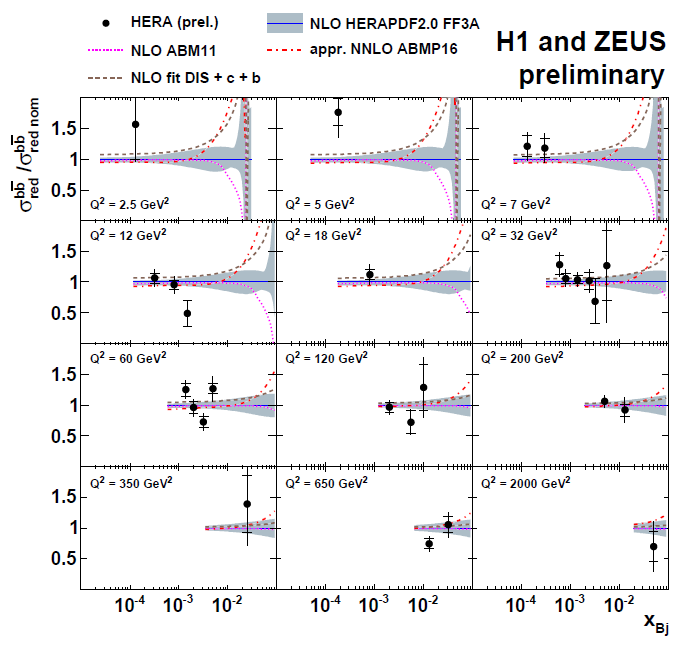 HERA (prel.)
NLO HERAPDF2.0 FF3A
NLO ABM11
appr. NNLO ABMP16
NLO fit DIS + c + b
H1 and ZEUS
preliminary
σ_red^bb̅ / σ_red nom^bb̅
1.5
1
0.5
Q² = 2.5 GeV²
Q² = 5 GeV²
Q² = 7 GeV²
1.5
1
0.5
Q² = 12 GeV²
Q² = 18 GeV²
Q² = 32 GeV²
1.5
1
0.5
Q² = 60 GeV²
Q² = 120 GeV²
Q² = 200 GeV²
1.5
1
0.5
Q² = 350 GeV²
Q² = 650 GeV²
Q² = 2000 GeV²
10⁻⁴ 10⁻³ 10⁻² 10⁻⁴ 10⁻³ 10⁻² 10⁻⁴ 10⁻³ 10⁻²
x_Bj